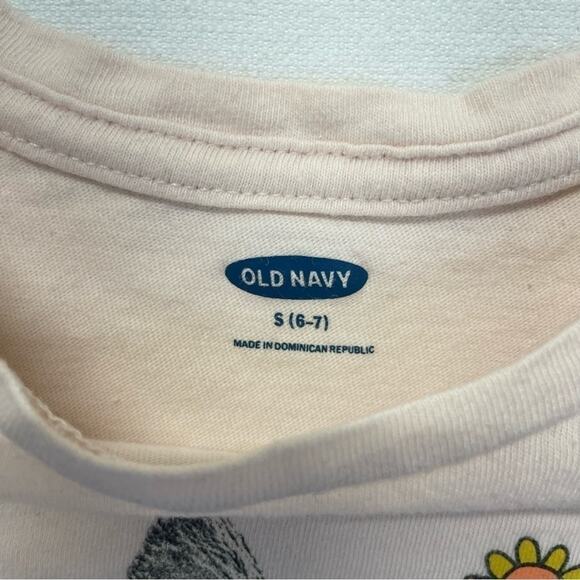 OLD NAVY
S (6-7)
MADE IN DOMINICAN REPUBLIC